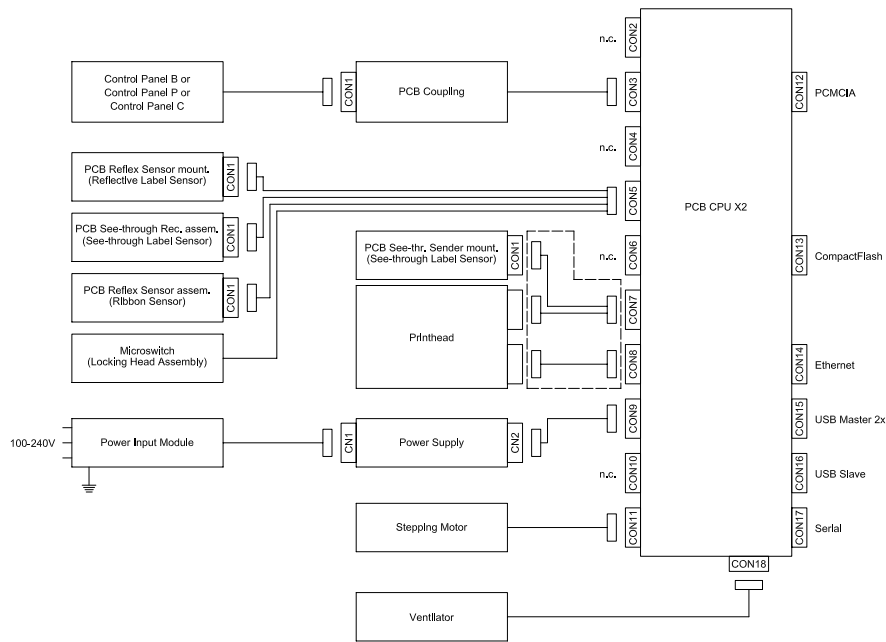 CON2
n.c.
Control Panel B or
Control Panel P or
Control Panel C
CON1
PCB Coupling
CON3
CON12
PCMCIA
CON4
n.c.
PCB Reflex Sensor mount.
(Reflective Label Sensor)
CON1
CON5
PCB CPU X2
PCB See-through Rec. assem.
(See-through Label Sensor)
CON1
PCB See-thr. Sender mount.
(See-through Label Sensor)
CON1
n.c.
CON6
CON13
CompactFlash
PCB Reflex Sensor assem.
(Ribbon Sensor)
CON1
CON7
Printhead
Microswitch
(Locking Head Assembly)
CON8
CON14
Ethernet
100-240V
Power Input Module
CN1
Power Supply
CN2
CON9
CON15
USB Master 2x
n.c.
CON10
CON16
USB Slave
Stepping Motor
CON11
CON17
Serial
CON18
Ventilator